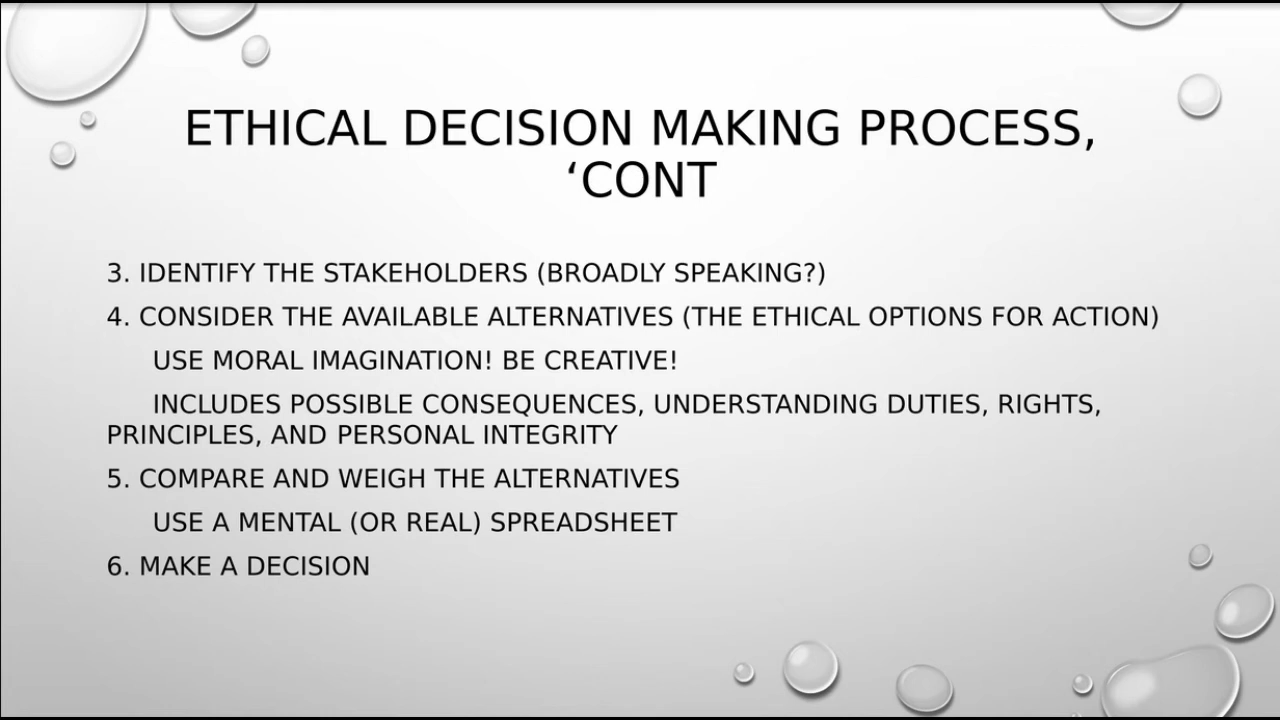 ETHICAL DECISION MAKING PROCESS,
‘CONT
3. IDENTIFY THE STAKEHOLDERS (BROADLY SPEAKING?)
4. CONSIDER THE AVAILABLE ALTERNATIVES (THE ETHICAL OPTIONS FOR ACTION)
USE MORAL IMAGINATION! BE CREATIVE!
INCLUDES POSSIBLE CONSEQUENCES, UNDERSTANDING DUTIES, RIGHTS,
PRINCIPLES, AND PERSONAL INTEGRITY
5. COMPARE AND WEIGH THE ALTERNATIVES
USE A MENTAL (OR REAL) SPREADSHEET
6. MAKE A DECISION